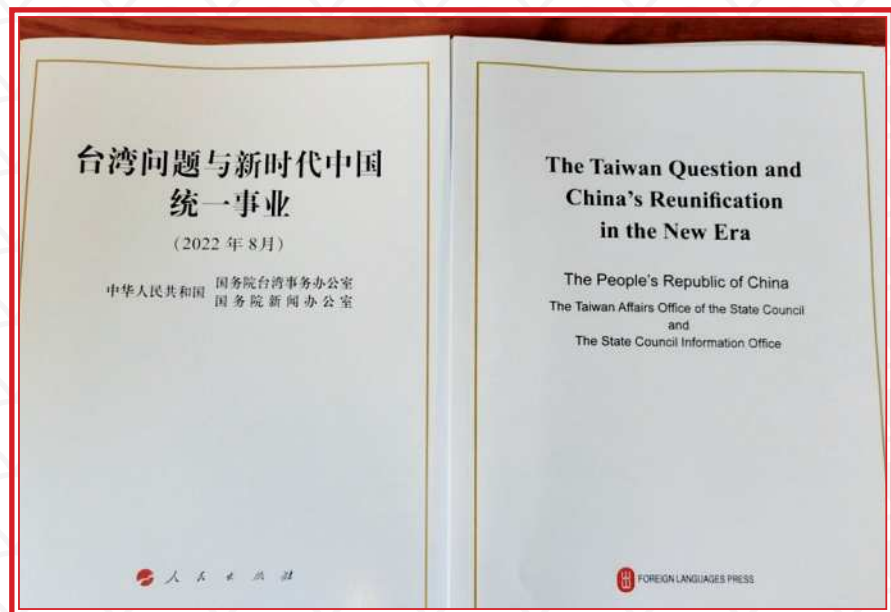 台湾问题与新时代中国
统一事业
(2022年8月)
中华人民共和国
国务院台湾事务办公室
国务院新闻办公室
人民出版社
The Taiwan Question and
China's Reunification
in the New Era
The People's Republic of China
The Taiwan Affairs Office of the State Council
and
The State Council Information Office
FOREIGN LANGUAGES PRESS